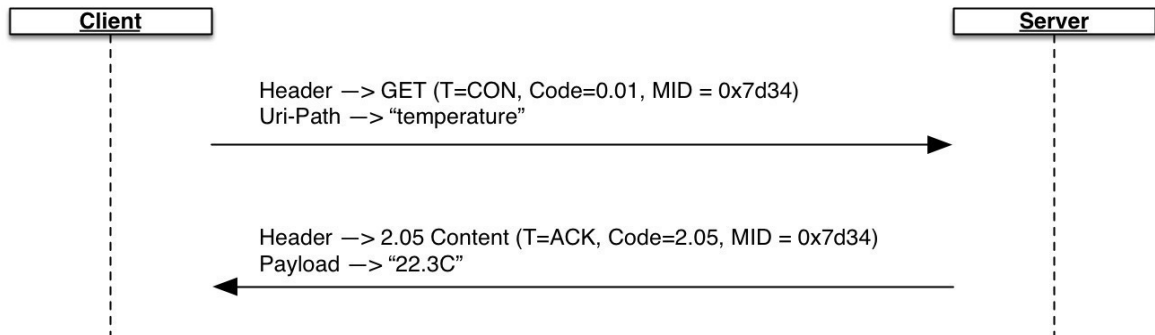 Client
Server
Header —> GET (T=CON, Code=0.01, MID = 0x7d34)
Uri-Path —> “temperature”
Header —> 2.05 Content (T=ACK, Code=2.05, MID = 0x7d34)
Payload —> “22.3C”